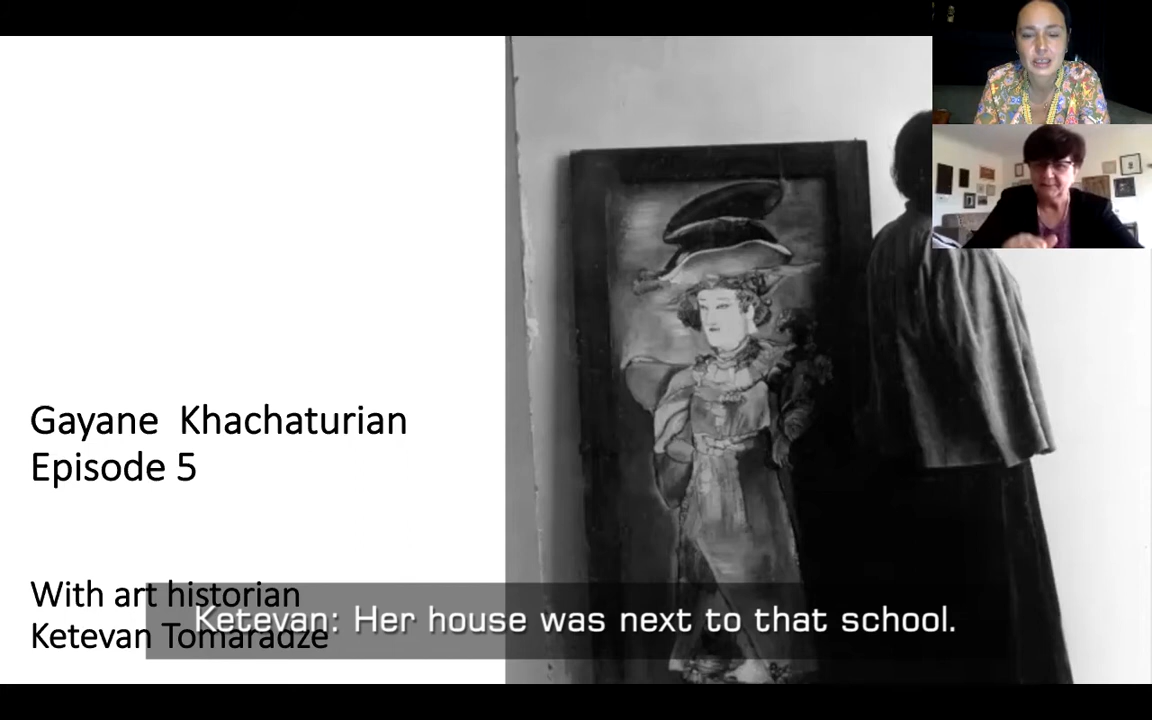 Gayane Khachaturian
Episode 5
With art historian
Ketevan Tomaradze
Ketevan: Her house was next to that school.